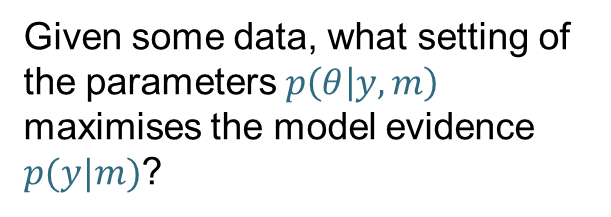 Given some data, what setting of
the parameters p(θ|y, m)
maximises the model evidence
p(y|m)?